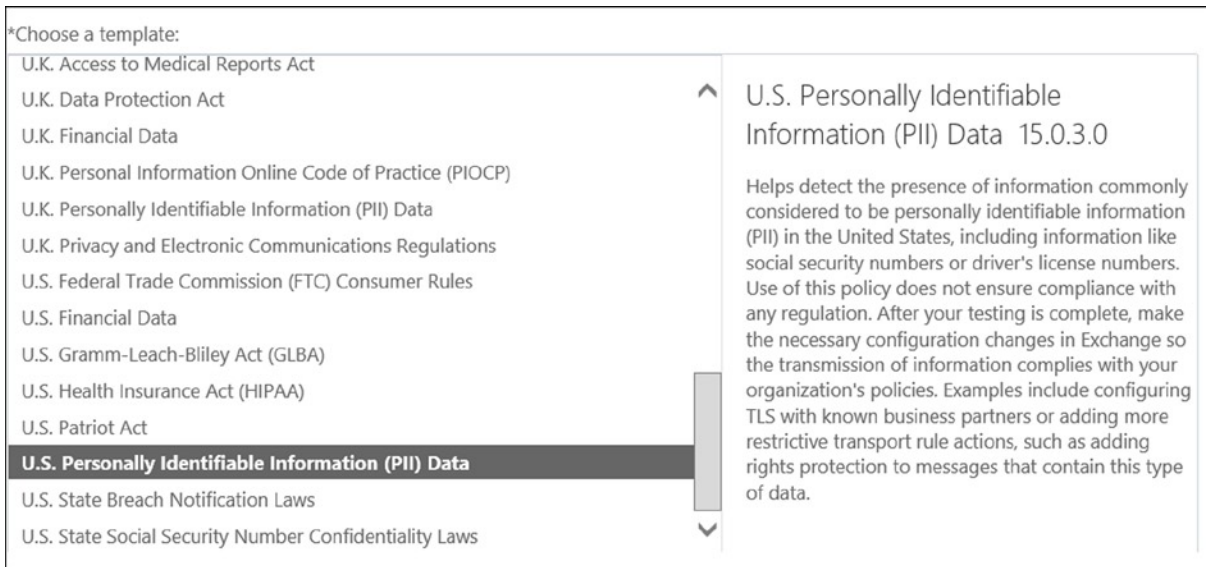 *Choose a template:
U.K. Access to Medical Reports Act
U.K. Data Protection Act
U.K. Financial Data
U.K. Personal Information Online Code of Practice (PIOCP)
U.K. Personally Identifiable Information (PII) Data
U.K. Privacy and Electronic Communications Regulations
U.S. Federal Trade Commission (FTC) Consumer Rules
U.S. Financial Data
U.S. Gramm-Leach-Bliley Act (GLBA)
U.S. Health Insurance Act (HIPAA)
U.S. Patriot Act
U.S. Personally Identifiable Information (PII) Data
U.S. State Breach Notification Laws
U.S. State Social Security Number Confidentiality Laws
U.S. Personally Identifiable
Information (PII) Data 15.0.3.0
Helps detect the presence of information commonly
considered to be personally identifiable information
(PII) in the United States, including information like
social security numbers or driver's license numbers.
Use of this policy does not ensure compliance with
any regulation. After your testing is complete, make
the necessary configuration changes in Exchange so
the transmission of information complies with your
organization's policies. Examples include configuring
TLS with known business partners or adding more
restrictive transport rule actions, such as adding
rights protection to messages that contain this type
of data.